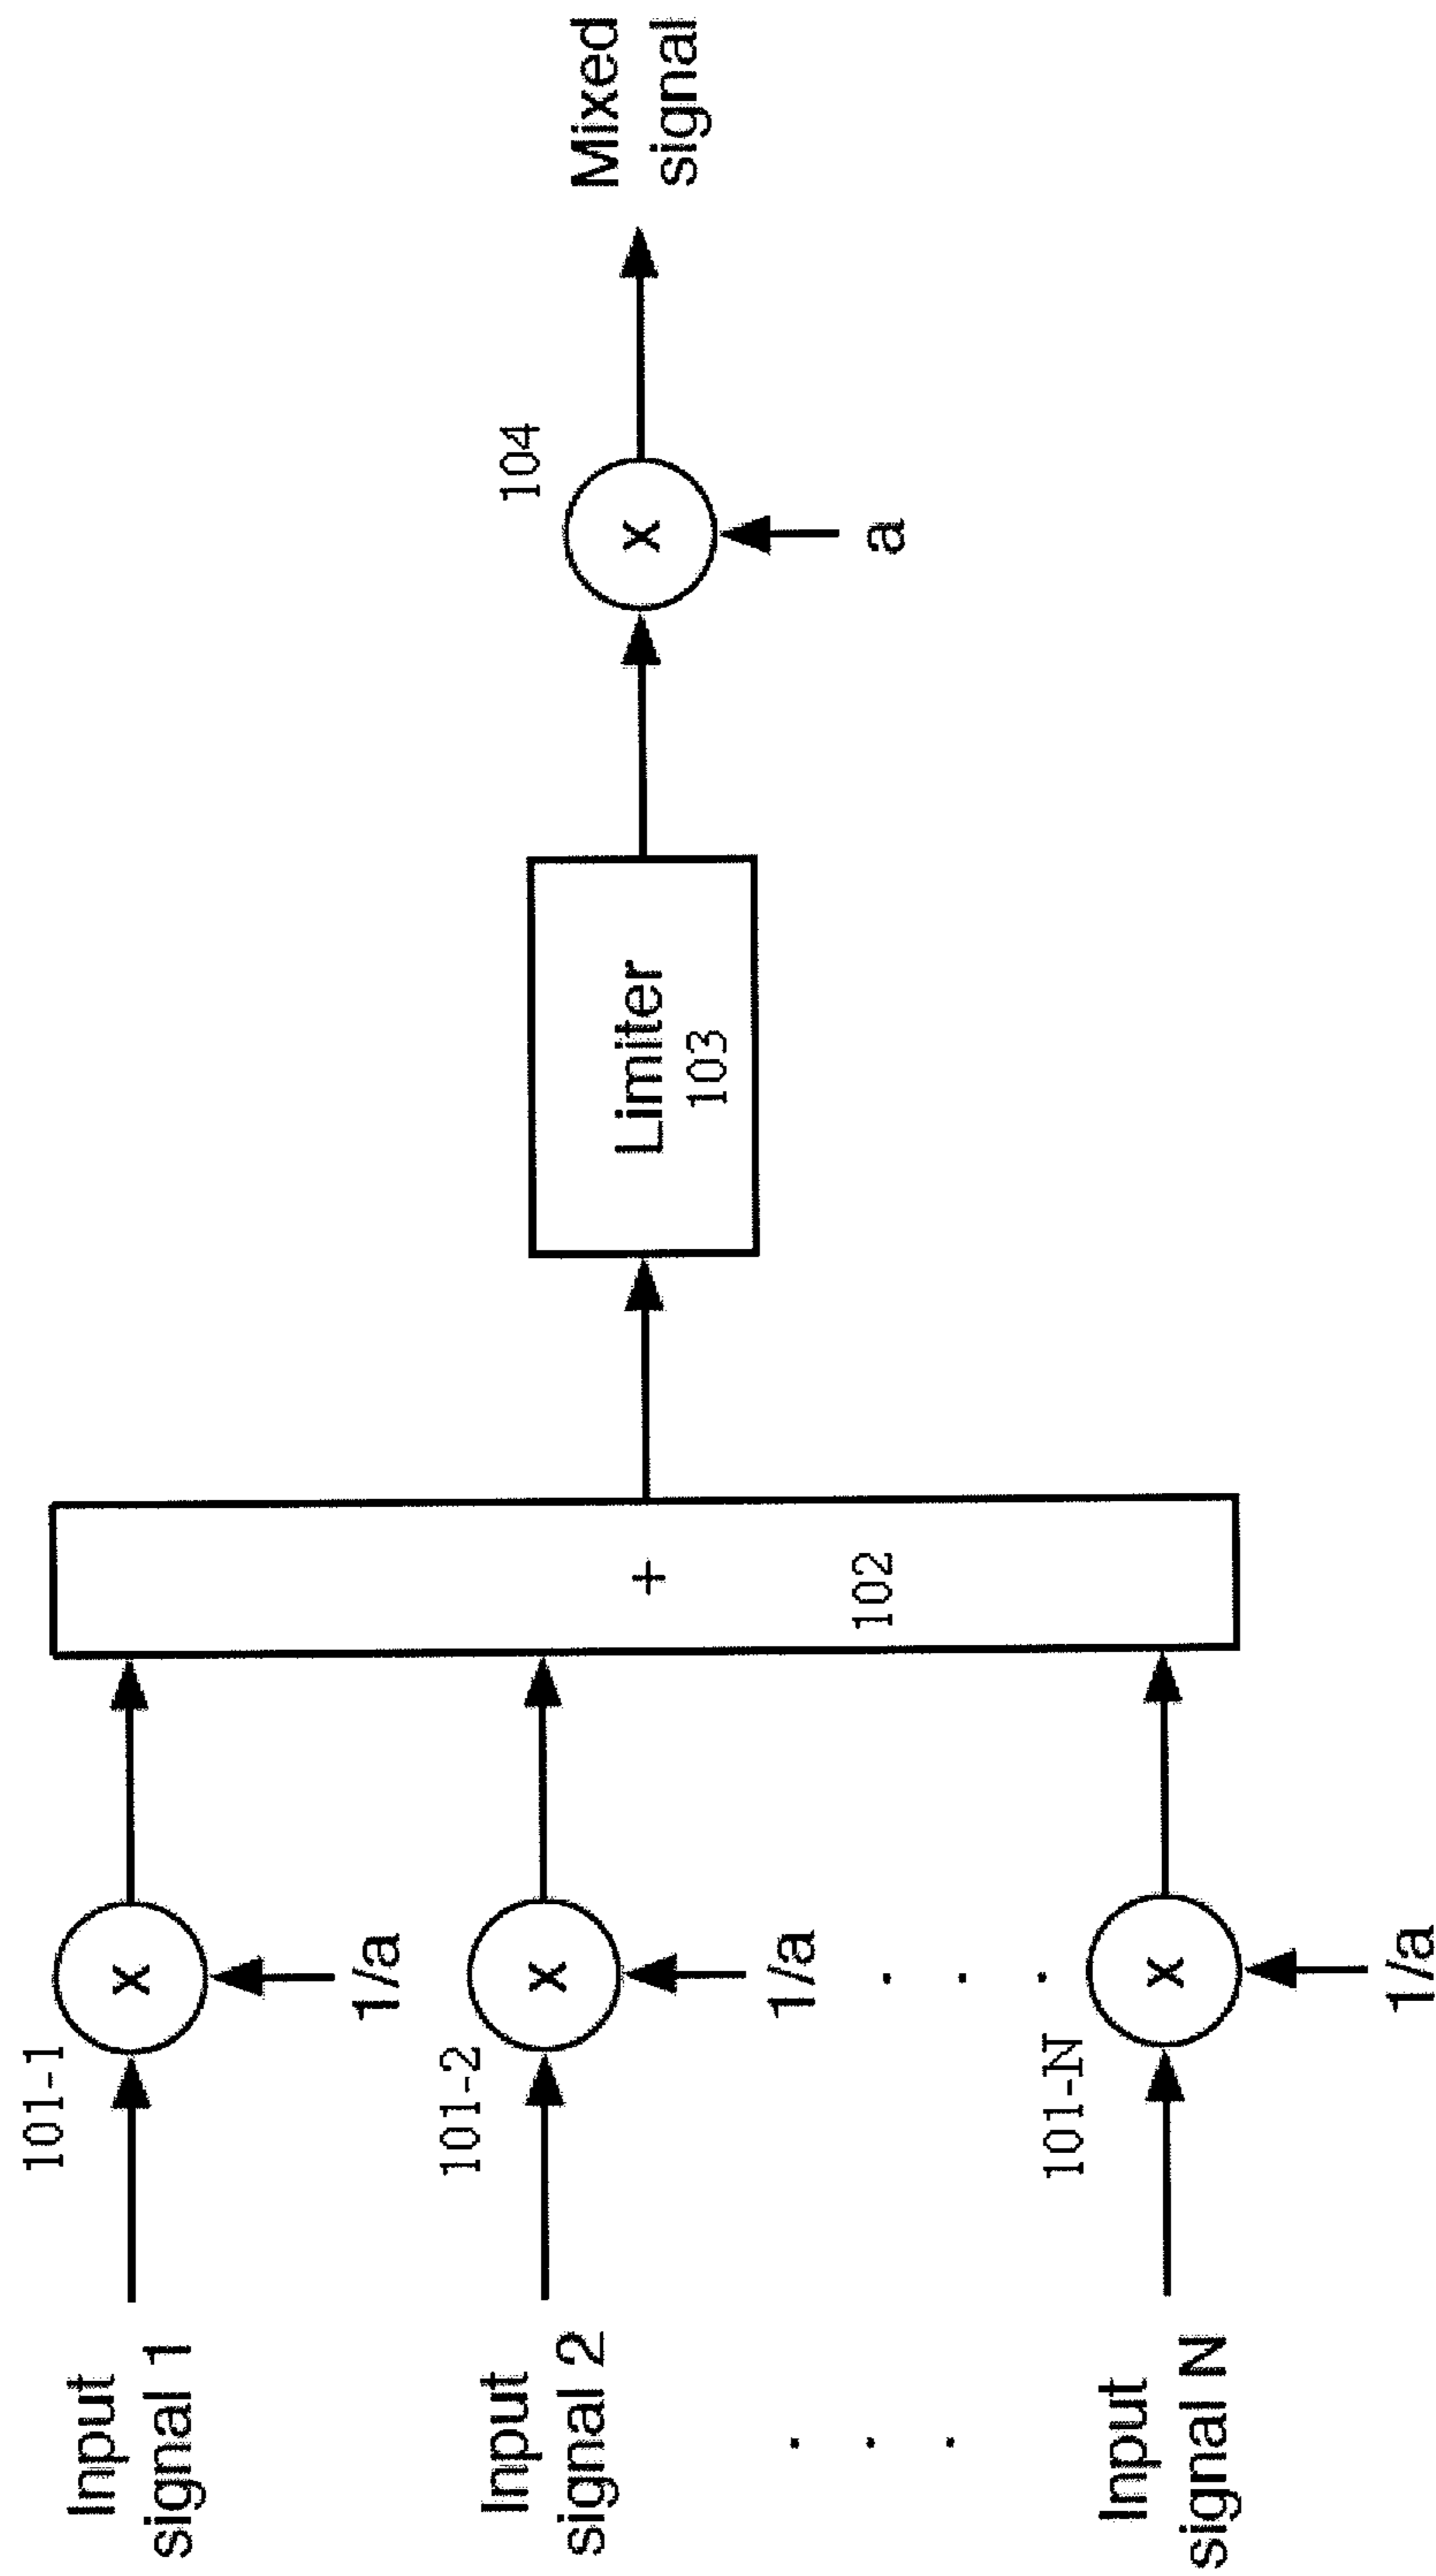 Input
signal 1
101-1
x
1/a
Input
signal 2
101-2
x
1/a
. . .
. . .
Input
signal N
101-N
x
1/a
+
102
Limiter
103
104
x
a
Mixed
signal